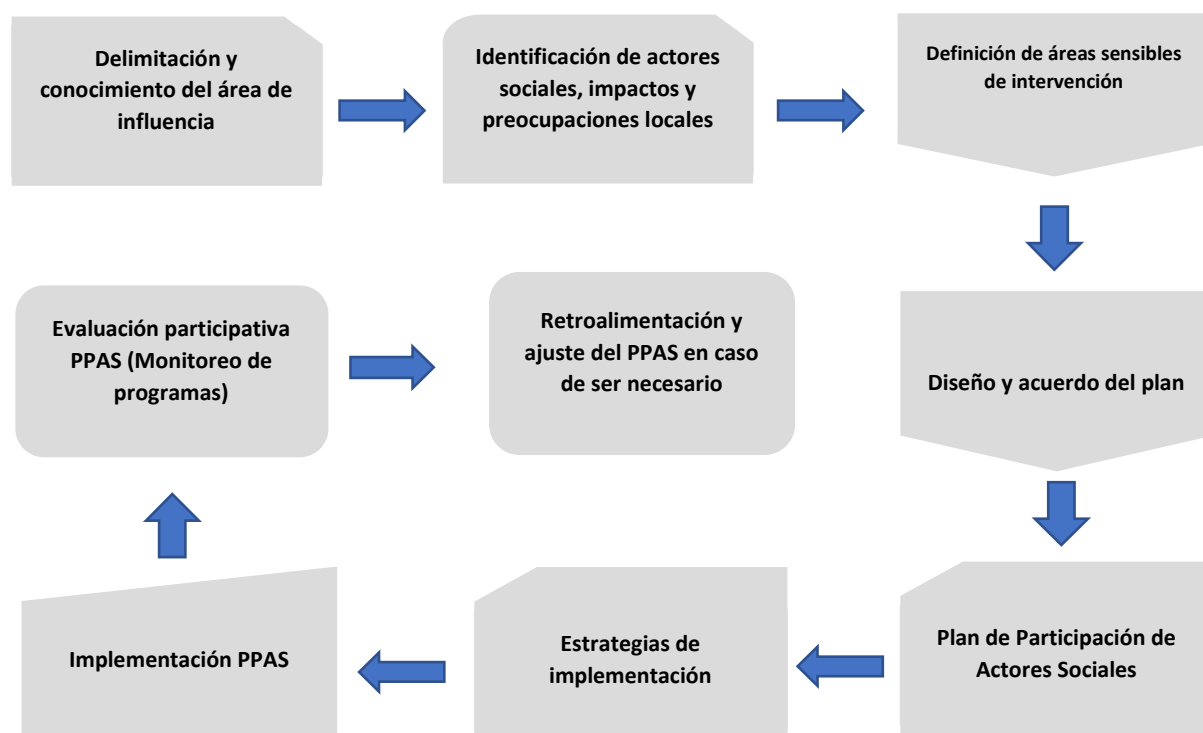 Delimitación y
conocimiento del área de
influencia
Identificación de actores
sociales, impactos y
preocupaciones locales
Definición de áreas sensibles
de intervención
Diseño y acuerdo del plan
Plan de Participación de
Actores Sociales
Estrategias de
implementación
Implementación PPAS
Evaluación participativa
PPAS (Monitoreo de
programas)
Retroalimentación y
ajuste del PPAS en caso
de ser necesario